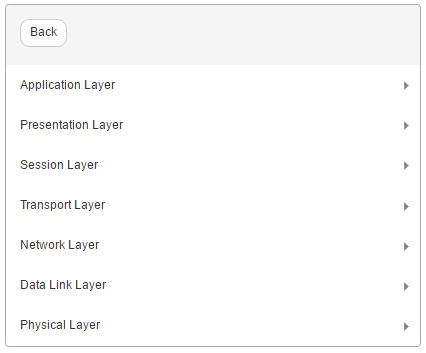 Back
Application Layer
Presentation Layer
Session Layer
Transport Layer
Network Layer
Data Link Layer
Physical Layer